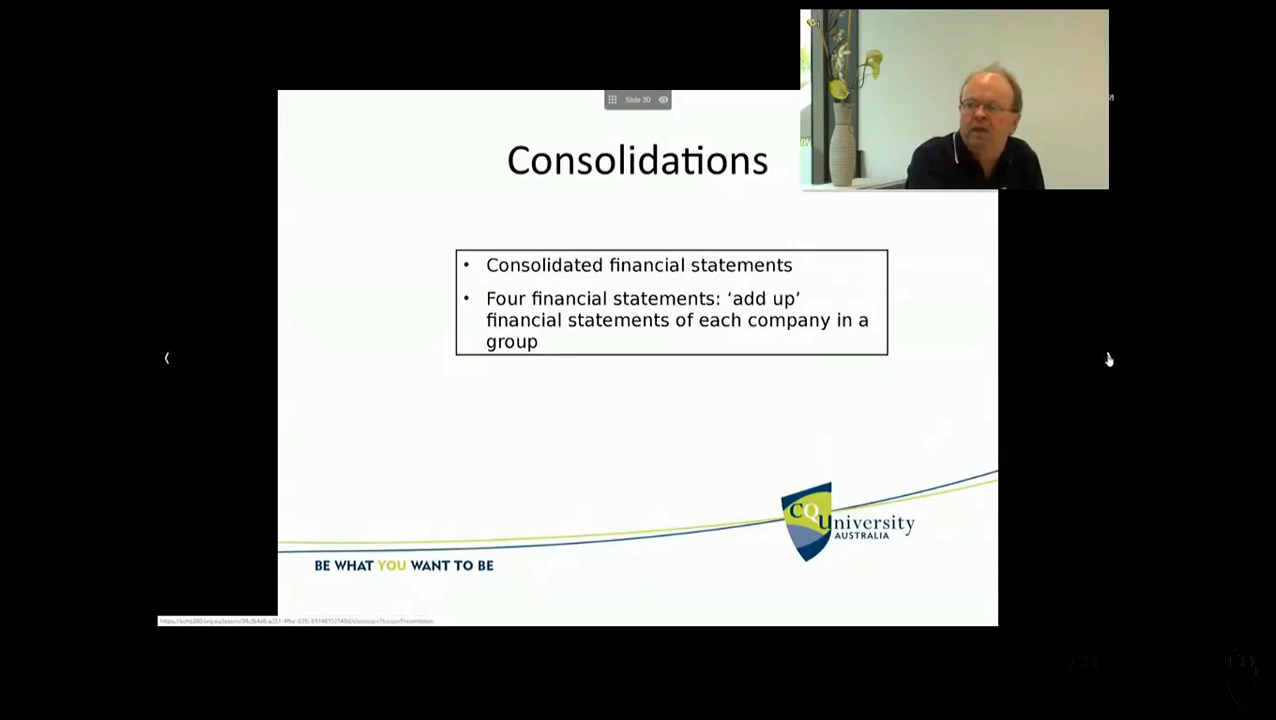 Slide 30
Consolidations
• Consolidated financial statements
• Four financial statements: ‘add up’
financial statements of each company in a
group
CQUniversity
AUSTRALIA
BE WHAT YOU WANT TO BE